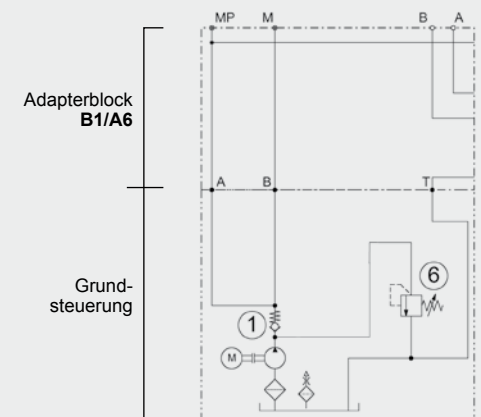 MP M B A
Adapterblock
B1/A6
A B T
Grund-
steuerung
6
1
M